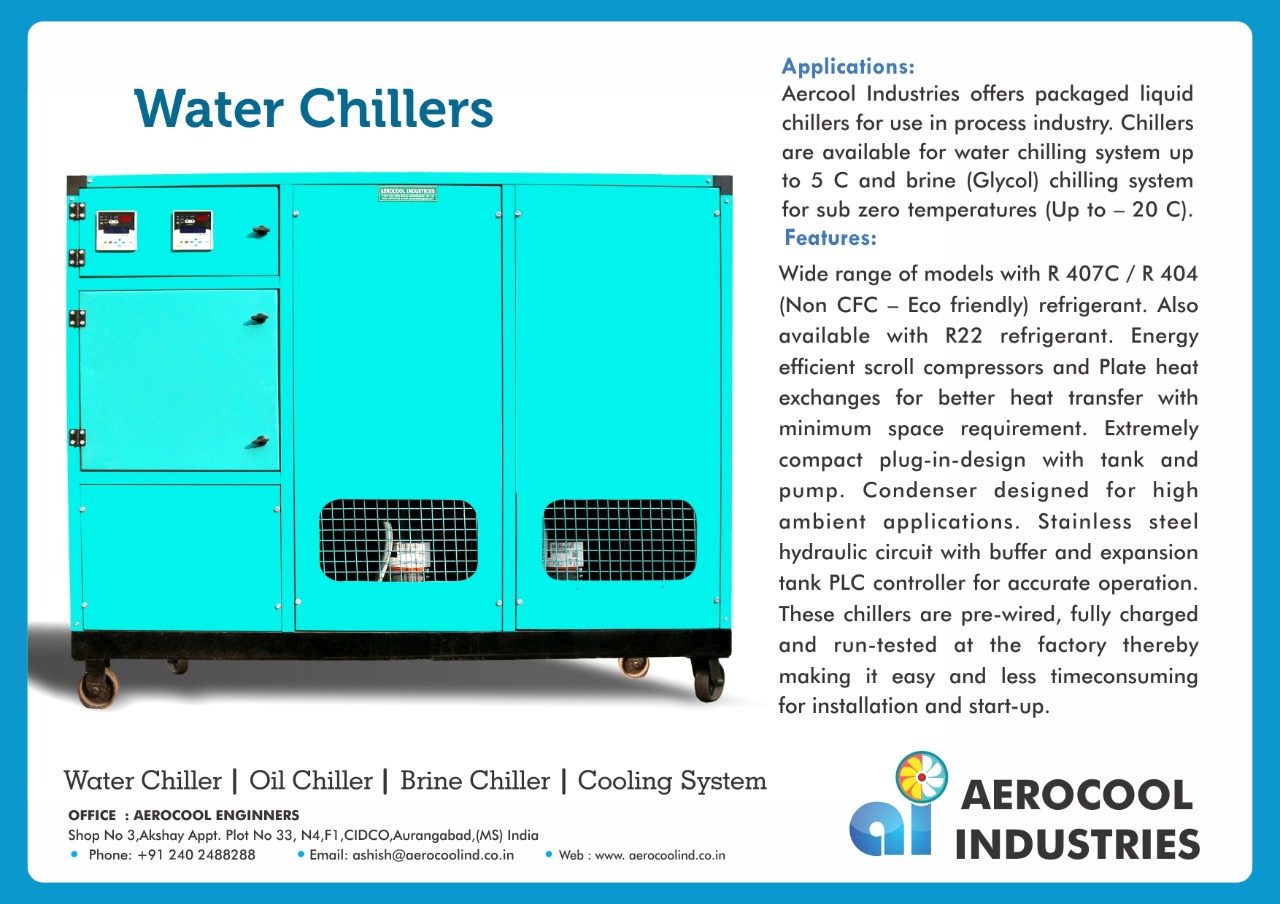 Water Chillers
AEROCOOL INDUSTRIES
Applications:
Aercool Industries offers packaged liquid
chillers for use in process industry. Chillers
are available for water chilling system up
to 5 C and brine (Glycol) chilling system
for sub zero temperatures (Up to – 20 C).
Features:
Wide range of models with R 407C / R 404
(Non CFC – Eco friendly) refrigerant. Also
available with R22 refrigerant. Energy
efficient scroll compressors and Plate heat
exchanges for better heat transfer with
minimum space requirement. Extremely
compact plug-in-design with tank and
pump. Condenser designed for high
ambient applications. Stainless steel
hydraulic circuit with buffer and expansion
tank PLC controller for accurate operation.
These chillers are pre-wired, fully charged
and run-tested at the factory thereby
making it easy and less timeconsuming
for installation and start-up.
Water Chiller | Oil Chiller | Brine Chiller | Cooling System
OFFICE : AEROCOOL ENGINNERS
Shop No 3,Akshay Appt. Plot No 33, N4,F1,CIDCO,Aurangabad,(MS) India
• Phone: +91 240 2488288 • Email: ashish@aerocoolind.co.in • Web : www. aerocoolind.co.in
ai
AEROCOOL
INDUSTRIES